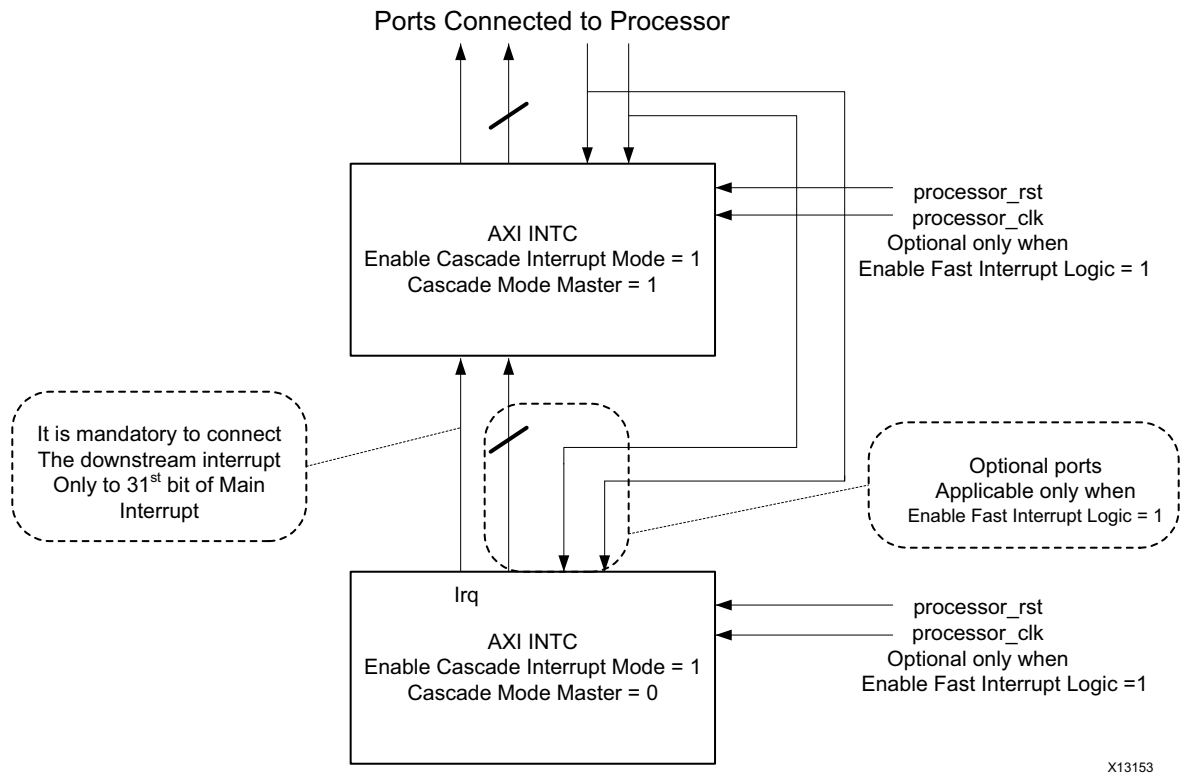 Ports Connected to Processor
processor_rst
processor_clk
Optional only when
Enable Fast Interrupt Logic = 1
AXI INTC
Enable Cascade Interrupt Mode = 1
Cascade Mode Master = 1
It is mandatory to connect
The downstream interrupt
Only to 31st bit of Main
Interrupt
Optional ports
Applicable only when
Enable Fast Interrupt Logic = 1
Irq
AXI INTC
Enable Cascade Interrupt Mode = 1
Cascade Mode Master = 0
processor_rst
processor_clk
Optional only when
Enable Fast Interrupt Logic =1
X13153